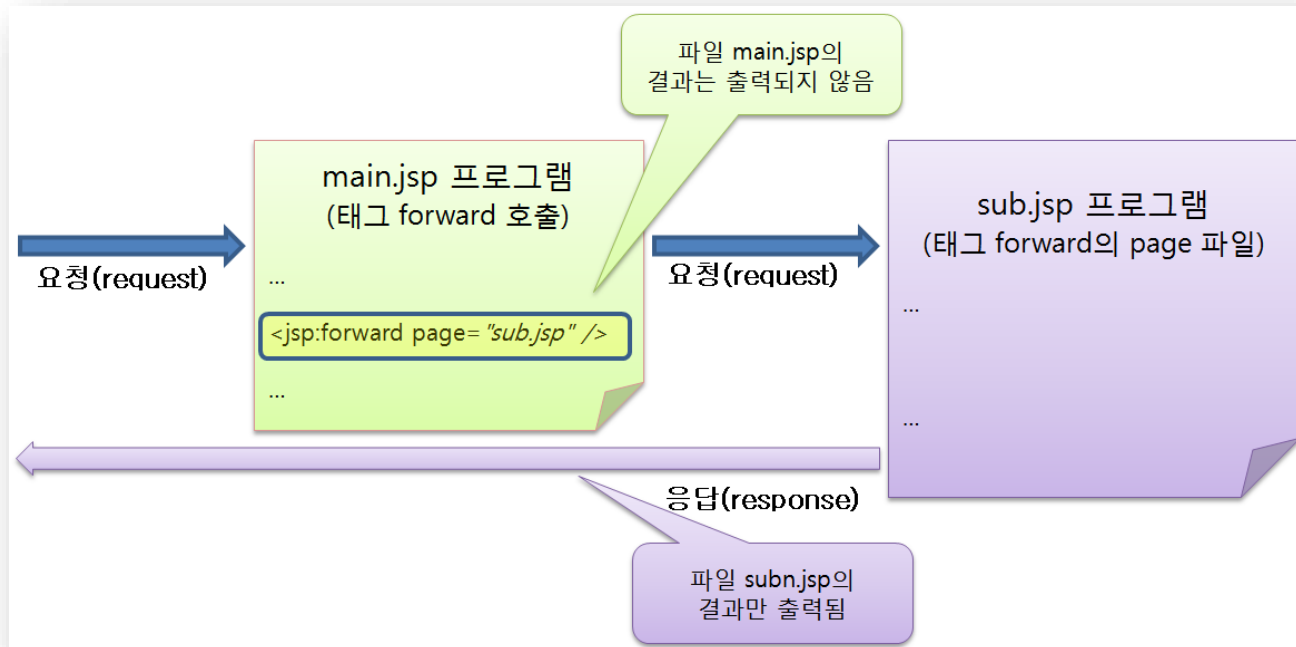 파일 main.jsp의
결과는 출력되지 않음
main.jsp 프로그램
(태그 forward 호출)
...
<jsp:forward page="sub.jsp" />
...
요청(request)
요청(request)
sub.jsp 프로그램
(태그 forward의 page 파일)
...
...
응답(response)
파일 subn.jsp의
결과만 출력됨